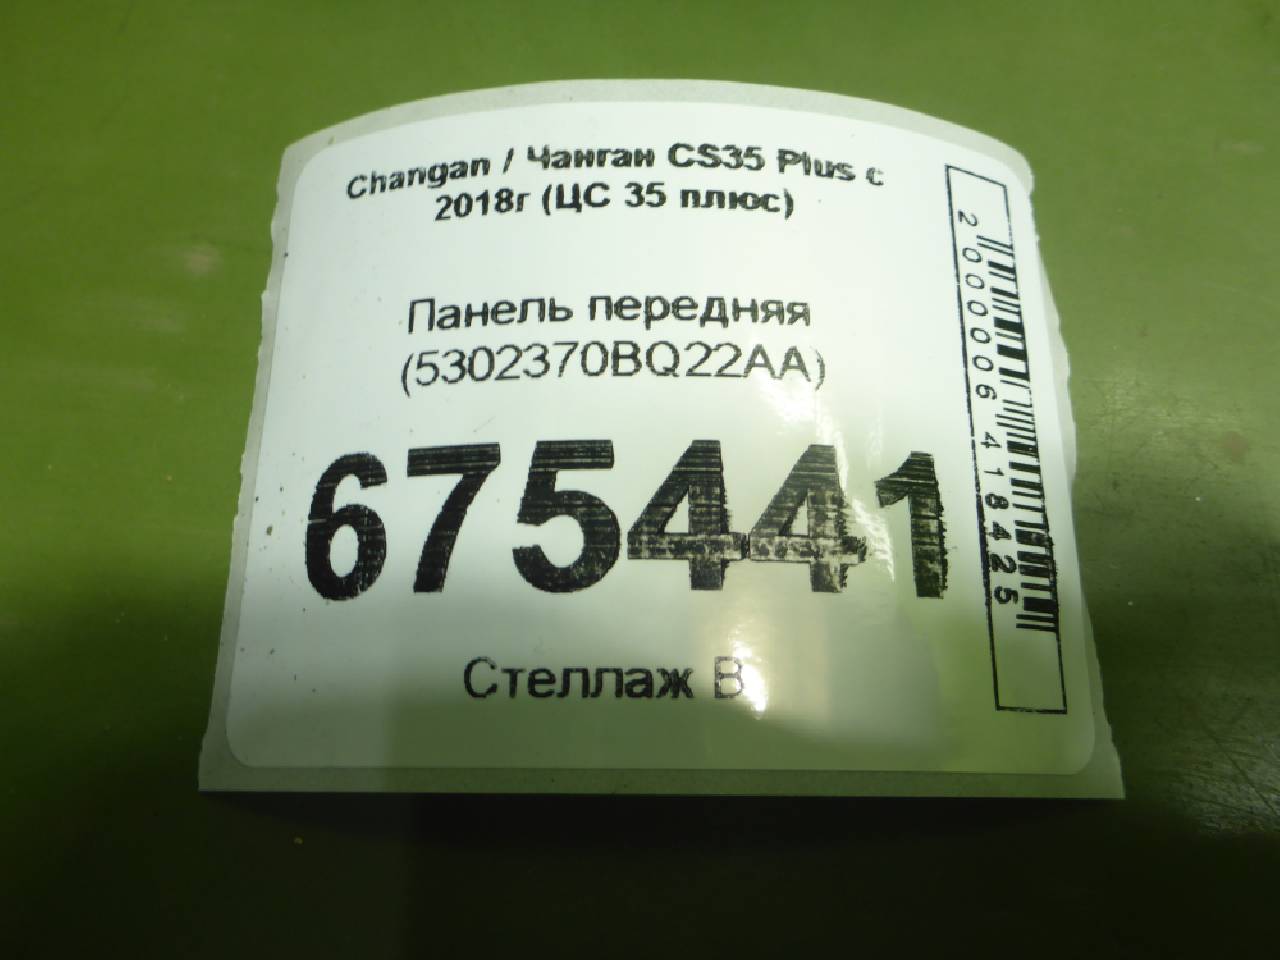 Changan / Чанган CS35 Plus с
2018г (ЦС 35 плюс)
Панель передняя
(5302370BQ22AA)
675441
Стеллаж В
2000006418425